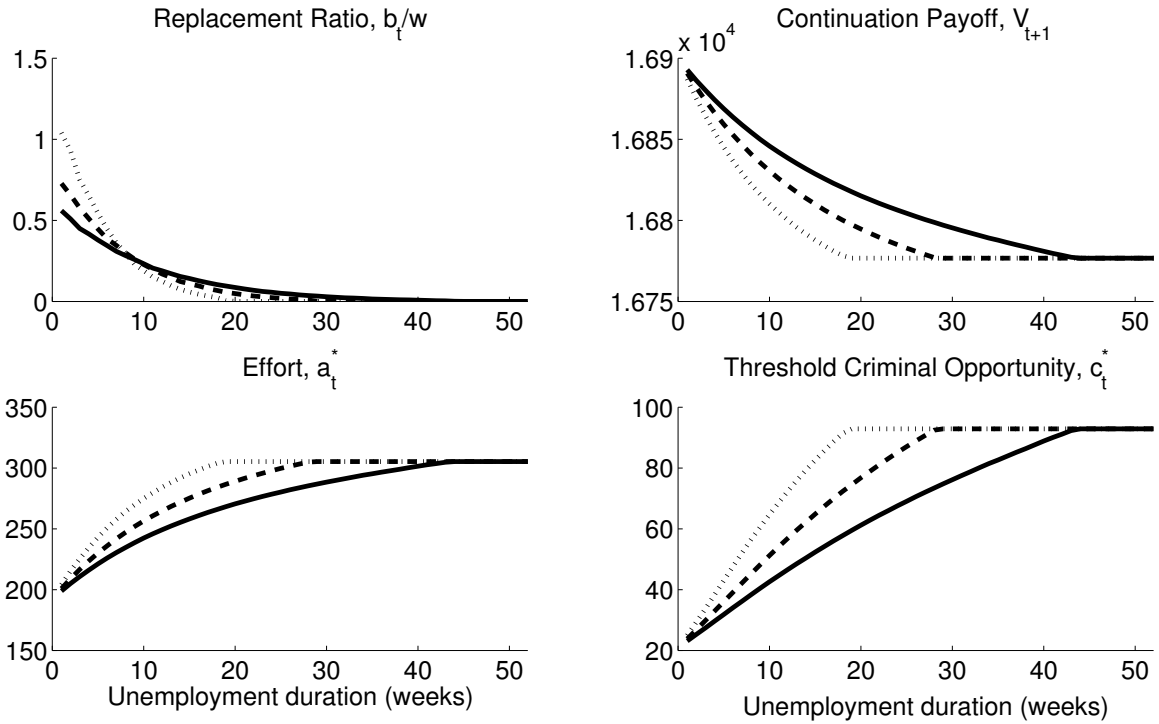 Replacement Ratio, b_t/w
1.5
1
0.5
0
0 10 20 30 40 50
Continuation Payoff, V_{t+1}
x 10^4
1.69
1.685
1.68
1.675
0 10 20 30 40 50
Effort, a_t^*
350
300
250
200
150
0 10 20 30 40 50
Unemployment duration (weeks)
Threshold Criminal Opportunity, c_t^*
100
80
60
40
20
0 10 20 30 40 50
Unemployment duration (weeks)